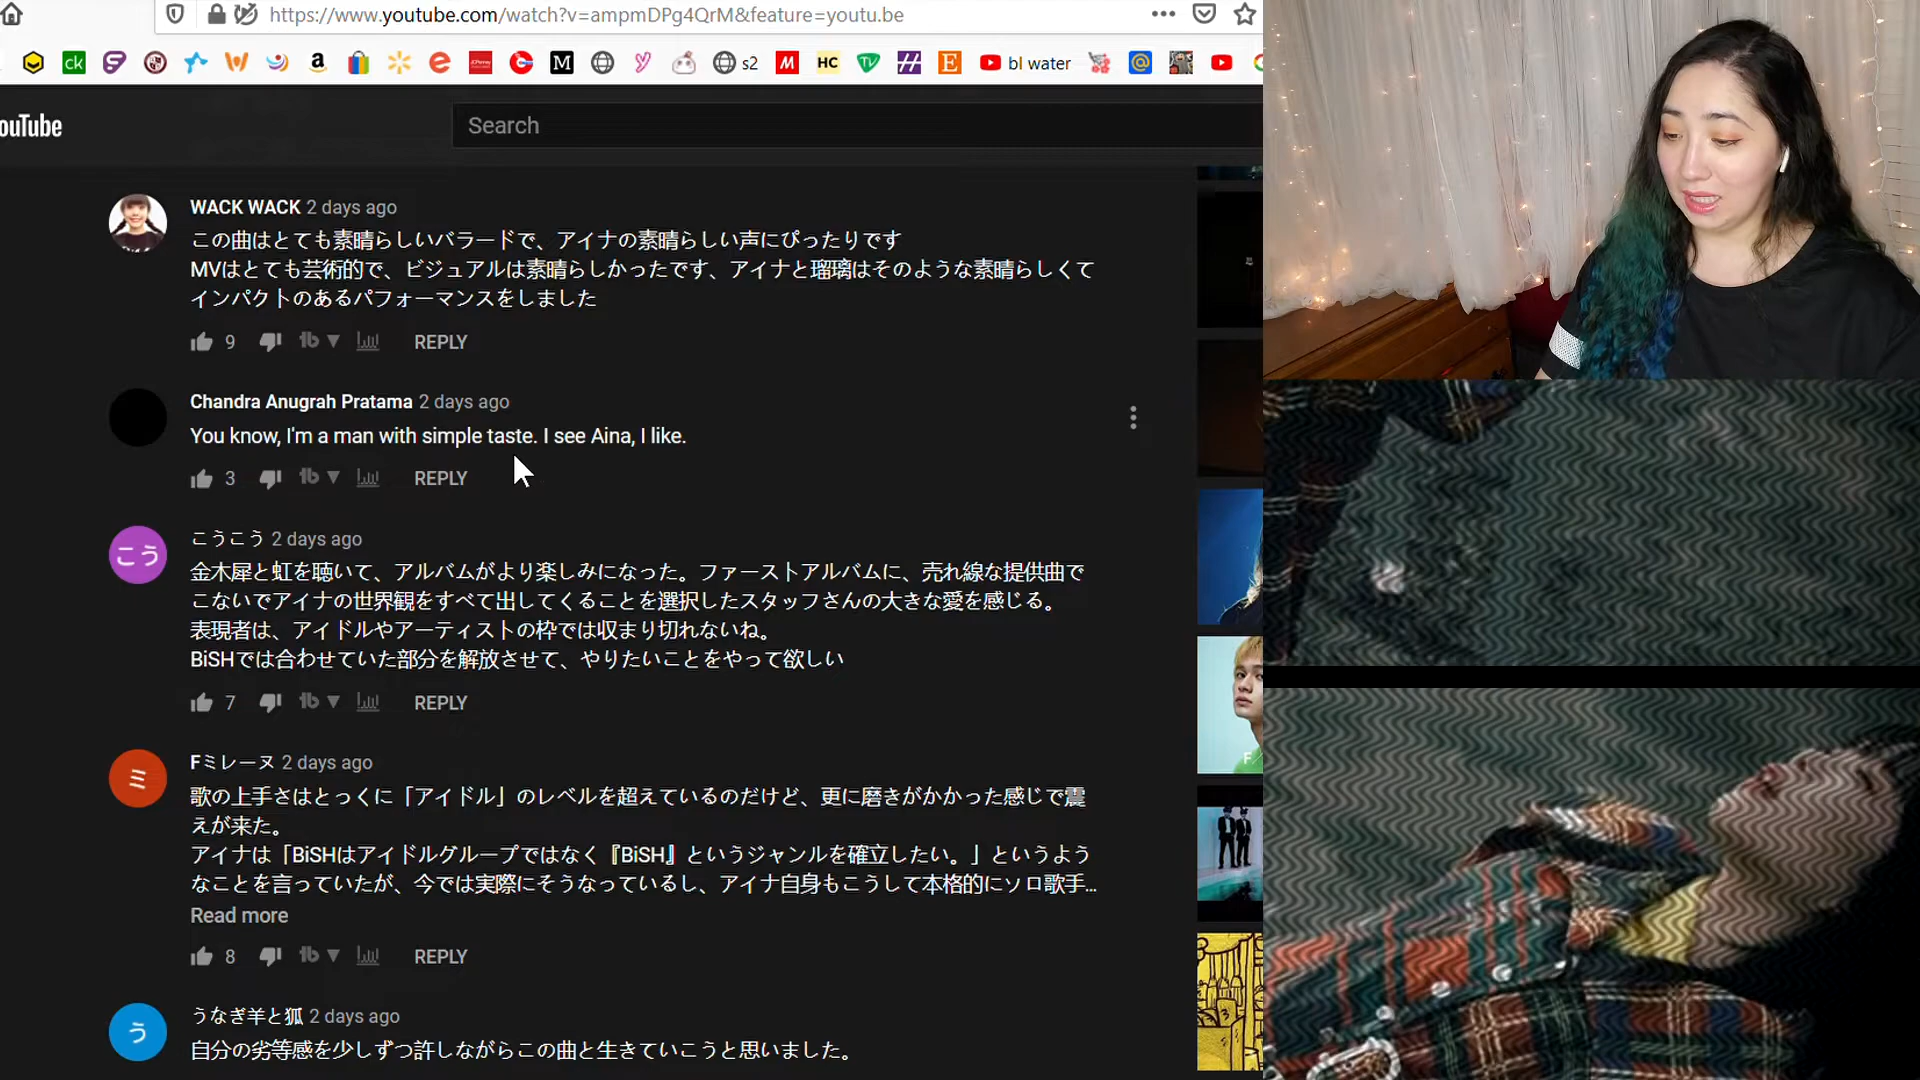 https://www.youtube.com/watch?v=ampmDPg4QrM&feature=youtu.be
ck
M
s2
M
HC
TV
E
bl water
ouTube
Search
WACK WACK 2 days ago
この曲はとても素晴らしいバラードで、アイナの素晴らしい声にぴったりです
MVはとても芸術的で、ビジュアルは素晴らしかったです、アイナと瑠璃はそのような素晴らしくて
インパクトのあるパフォーマンスをしました
9 REPLY
Chandra Anugrah Pratama 2 days ago
You know, I'm a man with simple taste. I see Aina, I like.
3 REPLY
こう
こうこう 2 days ago
金木犀と虹を聴いて、アルバムがより楽しみになった。ファーストアルバムに、売れ線な提供曲で
こないでアイナの世界観をすべて出してくることを選択したスタッフさんの大きな愛を感じる。
表現者は、アイドルやアーティストの枠では収まり切れないね。
BiSHでは合わせていた部分を解放させて、やりたいことをやって欲しい
7 REPLY
ミ
Fミレーヌ 2 days ago
歌の上手さはとっくに「アイドル」のレベルを超えているのだけど、更に磨きがかかった感じで震
えが来た。
アイナは「BiSHはアイドルグループではなく『BiSH』というジャンルを確立したい。」というよう
なことを言っていたが、今では実際にそうなっているし、アイナ自身もこうして本格的にソロ歌手...
Read more
8 REPLY
う
うなぎ羊と狐 2 days ago
自分の劣等感を少しずつ許しながらこの曲と生きていこうと思いました。